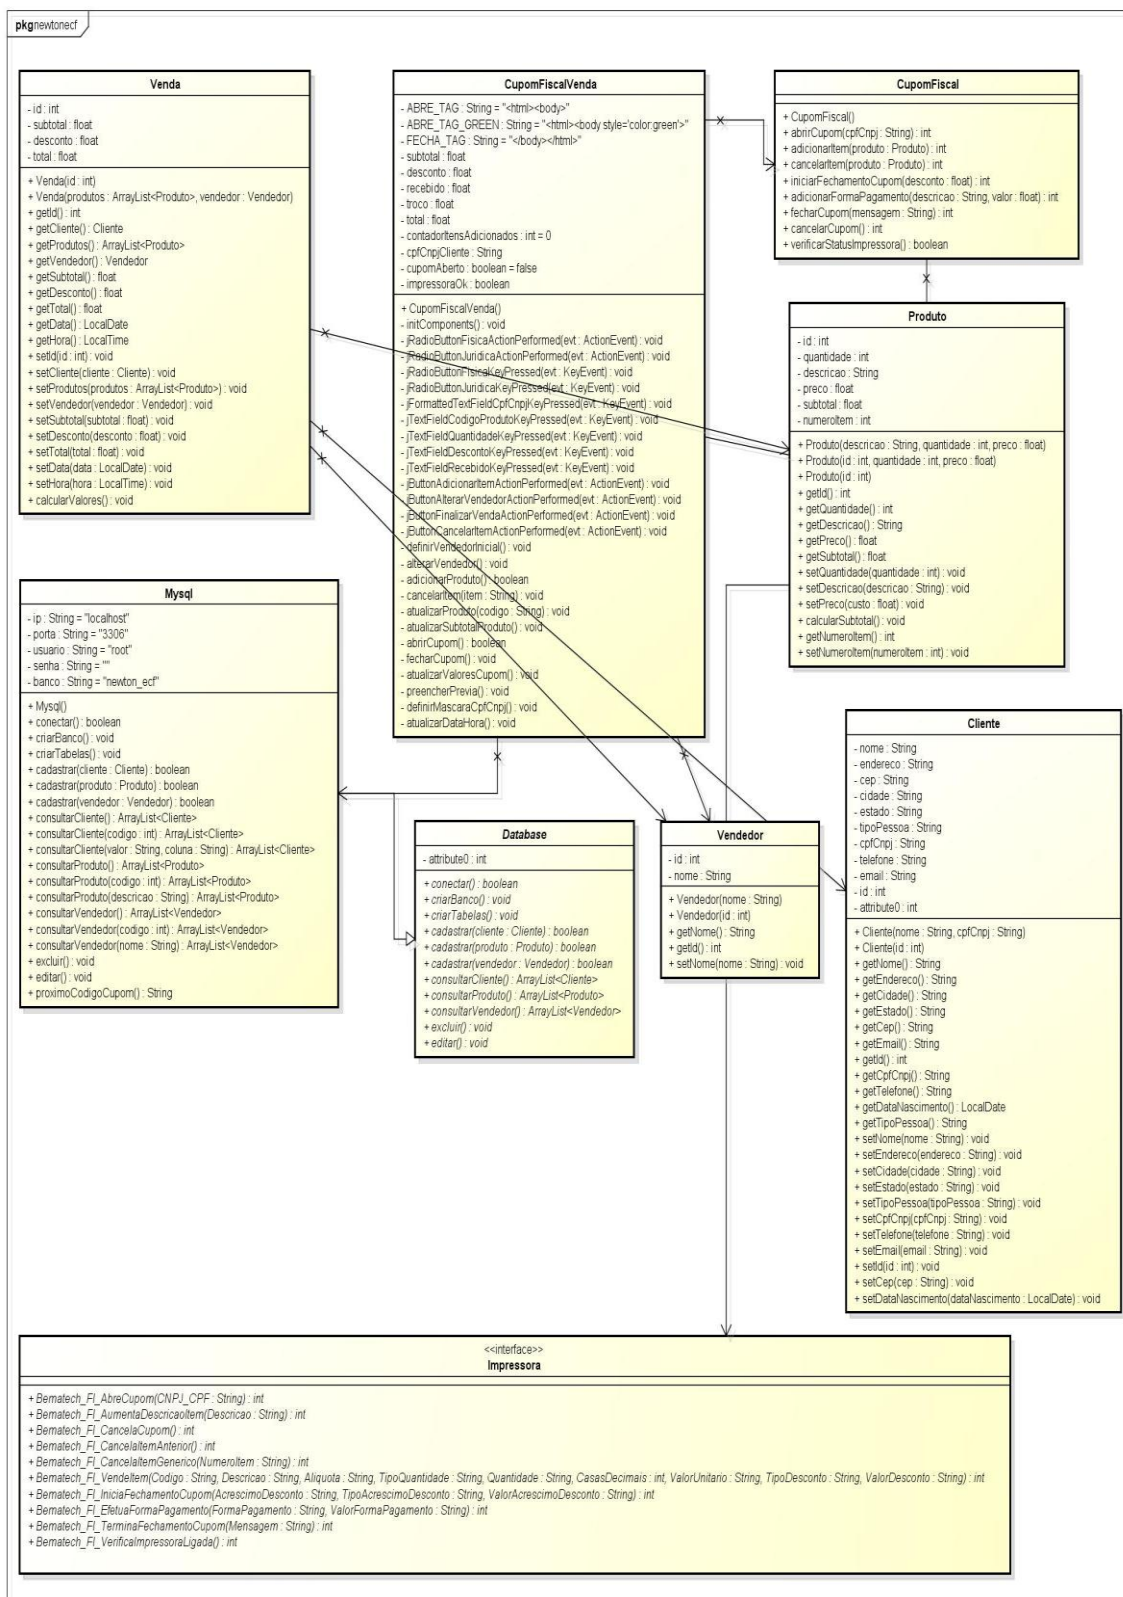 pkg newtonecf
Venda
- id : int
- subtotal : float
- desconto : float
- total : float
+ Venda(id : int)
+ Venda(produtos : ArrayList<Produto>, vendedor : Vendedor)
+ getId() : int
+ getCliente() : Cliente
+ getProdutos() : ArrayList<Produto>
+ getVendedor() : Vendedor
+ getSubtotal() : float
+ getDesconto() : float
+ getTotal() : float
+ getData() : LocalDate
+ getHora() : LocalTime
+ setId(id : int) : void
+ setCliente(cliente : Cliente) : void
+ setProdutos(produtos : ArrayList<Produto>) : void
+ setVendedor(vendedor : Vendedor) : void
+ setSubtotal(subtotal : float) : void
+ setDesconto(desconto : float) : void
+ setTotal(total : float) : void
+ setData(data : LocalDate) : void
+ setHora(hora : LocalTime) : void
+ calcularValores() : void
CupomFiscalVenda
- ABRE_TAG : String = "<html><body>"
- ABRE_TAG_GREEN : String = "<html><body style='color:green'>"
- FECHA_TAG : String = "</body></html>"
- subtotal : float
- desconto : float
- recebido : float
- troco : float
- total : float
- contadorItensAdicionados : int = 0
- cpfCnpjCliente : String
- cupomAberto : boolean = false
- impressoraOk : boolean
+ CupomFiscalVenda()
- initComponents() : void
- jRadioButtonFisicaActionPerformed(evt : ActionEvent) : void
- jRadioButtonJuridicaActionPerformed(evt : ActionEvent) : void
- jRadioButtonFisicaKeyPressed(evt : KeyEvent) : void
- jRadioButtonJuridicaKeyPressed(evt : KeyEvent) : void
- jFormattedTextFieldCpfCnpjKeyPressed(evt : KeyEvent) : void
- jTextFieldCodigoProdutoKeyPressed(evt : KeyEvent) : void
- jTextFieldQuantidadeKeyPressed(evt : KeyEvent) : void
- jTextFieldDescontoKeyPressed(evt : KeyEvent) : void
- jTextFieldRecebidoKeyPressed(evt : KeyEvent) : void
- jButtonAdicionarItemActionPerformed(evt : ActionEvent) : void
- jButtonAlterarVendedorActionPerformed(evt : ActionEvent) : void
- jButtonFinalizarVendaActionPerformed(evt : ActionEvent) : void
- jButtonCancelarItemActionPerformed(evt : ActionEvent) : void
- definirVendedorInicial() : void
- alterarVendedor() : void
- adicionarProduto() : boolean
- cancelarItem(item : String) : void
- atualizarProduto(codigo : String) : void
- atualizarSubtotalProduto() : void
- abrirCupom() : boolean
- fecharCupom() : void
- atualizarValoresCupom() : void
- preencherPrevia() : void
- definirMascaraCpfCnpj() : void
- atualizarDataHora() : void
CupomFiscal
+ CupomFiscal()
+ abrirCupom(cpfCnpj : String) : int
+ adicionarItem(produto : Produto) : int
+ cancelarItem(produto : Produto) : int
+ iniciarFechamentoCupom(desconto : float) : int
+ adicionarFormaPagamento(descricao : String, valor : float) : int
+ fecharCupom(mensagem : String) : int
+ cancelarCupom() : int
+ verificarStatusImpressora() : boolean
Produto
- id : int
- quantidade : int
- descricao : String
- preco : float
- subtotal : float
- numeroItem : int
+ Produto(descricao : String, quantidade : int, preco : float)
+ Produto(id : int, quantidade : int, preco : float)
+ Produto(id : int)
+ getId() : int
+ getQuantidade() : int
+ getDescricao() : String
+ getPreco() : float
+ getSubtotal() : float
+ setQuantidade(quantidade : int) : void
+ setDescricao(descricao : String) : void
+ setPreco(custo : float) : void
+ calcularSubtotal() : void
+ getNumeroItem() : int
+ setNumeroItem(numeroItem : int) : void
Mysql
- ip : String = "localhost"
- porta : String = "3306"
- usuario : String = "root"
- senha : String = ""
- banco : String = "newton_ecf"
+ Mysql()
+ conectar() : boolean
+ criarBanco() : void
+ criarTabelas() : void
+ cadastrar(cliente : Cliente) : boolean
+ cadastrar(produto : Produto) : boolean
+ cadastrar(vendedor : Vendedor) : boolean
+ consultarCliente() : ArrayList<Cliente>
+ consultarCliente(codigo : int) : ArrayList<Cliente>
+ consultarCliente(valor : String, coluna : String) : ArrayList<Cliente>
+ consultarProduto() : ArrayList<Produto>
+ consultarProduto(codigo : int) : ArrayList<Produto>
+ consultarProduto(descricao : String) : ArrayList<Produto>
+ consultarVendedor() : ArrayList<Vendedor>
+ consultarVendedor(codigo : int) : ArrayList<Vendedor>
+ consultarVendedor(nome : String) : ArrayList<Vendedor>
+ excluir() : void
+ editar() : void
+ proximoCodigoCupom() : String
Database
- attribute0 : int
+ conectar() : boolean
+ criarBanco() : void
+ criarTabelas() : void
+ cadastrar(cliente : Cliente) : boolean
+ cadastrar(produto : Produto) : boolean
+ cadastrar(vendedor : Vendedor) : boolean
+ consultarCliente() : ArrayList<Cliente>
+ consultarProduto() : ArrayList<Produto>
+ consultarVendedor() : ArrayList<Vendedor>
+ excluir() : void
+ editar() : void
Vendedor
- id : int
- nome : String
+ Vendedor(nome : String)
+ Vendedor(id : int)
+ getNome() : String
+ getId() : int
+ setNome(nome : String) : void
Cliente
- nome : String
- endereco : String
- cep : String
- cidade : String
- estado : String
- tipoPessoa : String
- cpfCnpj : String
- telefone : String
- email : String
- id : int
- attribute0 : int
+ Cliente(nome : String, cpfCnpj : String)
+ Cliente(id : int)
+ getNome() : String
+ getEndereco() : String
+ getCidade() : String
+ getEstado() : String
+ getCep() : String
+ getEmail() : String
+ getId() : int
+ getCpfCnpj() : String
+ getTelefone() : String
+ getDataNascimento() : LocalDate
+ getTipoPessoa() : String
+ setNome(nome : String) : void
+ setEndereco(endereco : String) : void
+ setCidade(cidade : String) : void
+ setEstado(estado : String) : void
+ setTipoPessoa(tipoPessoa : String) : void
+ setCpfCnpj(cpfCnpj : String) : void
+ setTelefone(telefone : String) : void
+ setEmail(email : String) : void
+ setId(id : int) : void
+ setCep(cep : String) : void
+ setDataNascimento(dataNascimento : LocalDate) : void
<<interface>>
Impressora
+ Bematech_FI_AbreCupom(CNPJ_CPF : String) : int
+ Bematech_FI_AumentaDescricaoItem(Descricao : String) : int
+ Bematech_FI_CancelaCupom() : int
+ Bematech_FI_CancelaItemAnterior() : int
+ Bematech_FI_CancelaItemGenerico(NumeroItem : String) : int
+ Bematech_FI_VendeItem(Codigo : String, Descricao : String, Aliquota : String, TipoQuantidade : String, Quantidade : String, CasasDecimais : int, ValorUnitario : String, TipoDesconto : String, ValorDesconto : String) : int
+ Bematech_FI_IniciaFechamentoCupom(AcrescimoDesconto : String, TipoAcrescimoDesconto : String, ValorAcrescimoDesconto : String) : int
+ Bematech_FI_EfetuaFormaPagamento(FormaPagamento : String, ValorFormaPagamento : String) : int
+ Bematech_FI_TerminaFechamentoCupom(Mensagem : String) : int
+ Bematech_FI_VerificaImpressoraLigada() : int